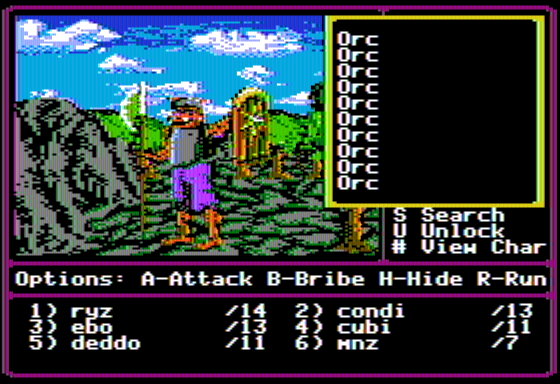 Orc
Orc
Orc
Orc
Orc
Orc
Orc
Orc
Orc
Orc
S Search
U Unlock
# View Char
Options: A-Attack B-Bribe H-Hide R-Run
1) ryz /14 2) condi /13
3) ebo /13 4) cubi /11
5) deddo /11 6) mnz /7